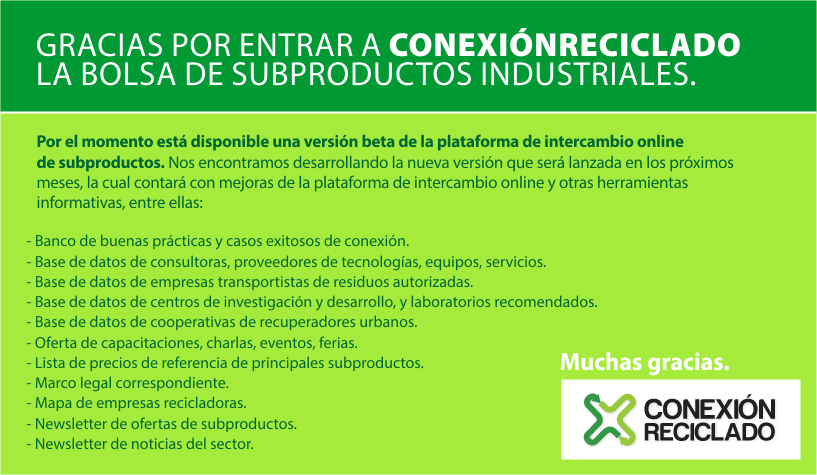 GRACIAS POR ENTRAR A CONEXIÓNRECICLADO
LA BOLSA DE SUBPRODUCTOS INDUSTRIALES.
Por el momento está disponible una versión beta de la plataforma de intercambio online
de subproductos. Nos encontramos desarrollando la nueva versión que será lanzada en los próximos
meses, la cual contará con mejoras de la plataforma de intercambio online y otras herramientas
informativas, entre ellas:
- Banco de buenas prácticas y casos exitosos de conexión.
- Base de datos de consultoras, proveedores de tecnologías, equipos, servicios.
- Base de datos de empresas transportistas de residuos autorizadas.
- Base de datos de centros de investigación y desarrollo, y laboratorios recomendados.
- Base de datos de cooperativas de recuperadores urbanos.
- Oferta de capacitaciones, charlas, eventos, ferias.
- Lista de precios de referencia de principales subproductos.
- Marco legal correspondiente.
- Mapa de empresas recicladoras.
- Newsletter de ofertas de subproductos.
- Newsletter de noticias del sector.
Muchas gracias.
CONEXIÓN
RECICLADO